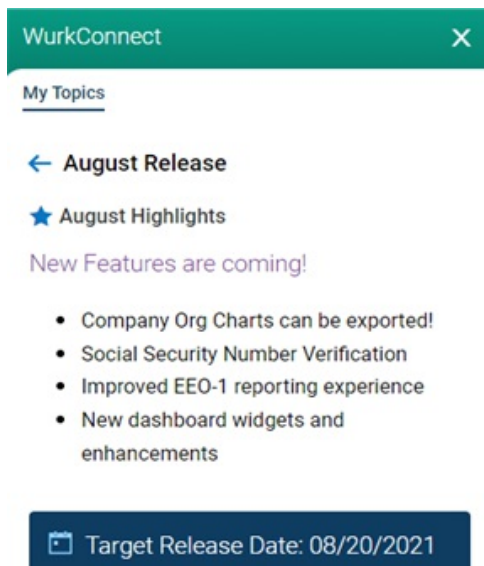 WurkConnect
My Topics
August Release
August Highlights
New Features are coming!
Company Org Charts can be exported!
Social Security Number Verification
Improved EEO-1 reporting experience
New dashboard widgets and
enhancements
Target Release Date: 08/20/2021